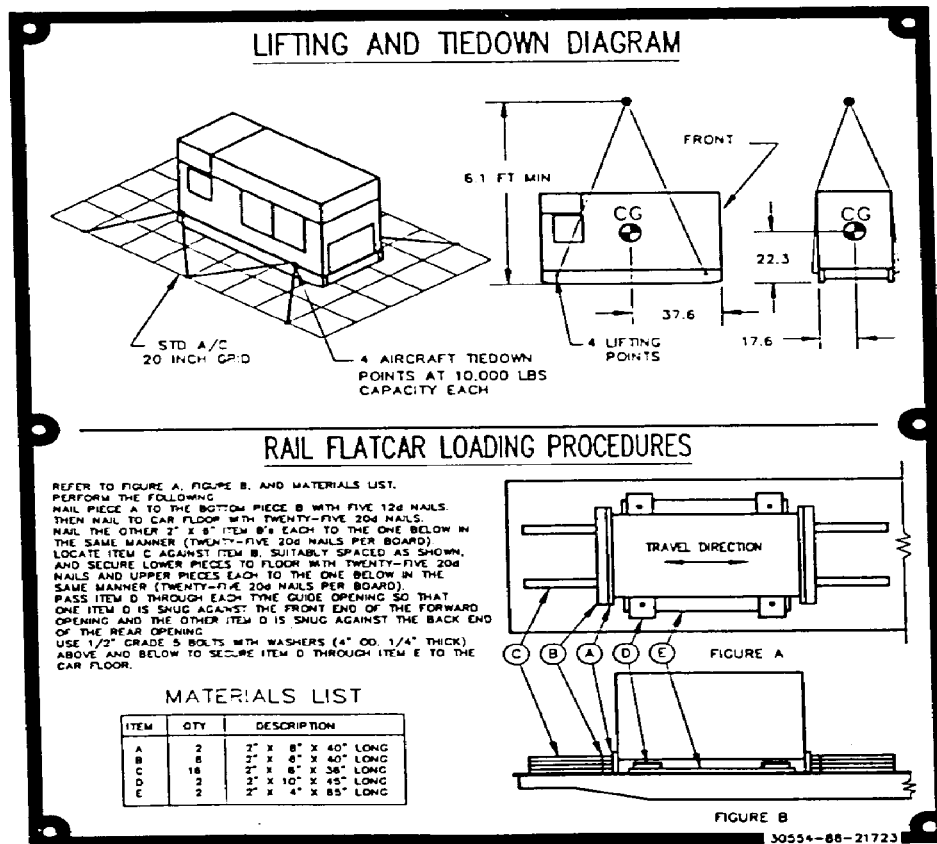 LIFTING AND TIEDOWN DIAGRAM
6.1 FT MIN
FRONT
CG
CG
22.3
37.6
17.6
STD A/C
20 INCH GRID
4 AIRCRAFT TIEDOWN
POINTS AT 10,000 LBS
CAPACITY EACH
4 LIFTING
POINTS
RAIL FLATCAR LOADING PROCEDURES
REFER TO FIGURE A, FIGURE B, AND MATERIALS LIST.
PERFORM THE FOLLOWING
NAIL PIECE A TO THE BOTTOM PIECE B WITH FIVE 12d NAILS.
THEN NAIL TO CAR FLOOR WITH TWENTY-FIVE 20d NAILS.
NAIL THE OTHER 2" X 6" ITEM B's EACH TO THE ONE BELOW IN
THE SAME MANNER (TWENTY-FIVE 20d NAILS PER BOARD)
LOCATE ITEM C AGAINST ITEM B, SUITABLY SPACED AS SHOWN,
AND SECURE LOWER PIECES TO FLOOR WITH TWENTY-FIVE 20d
NAILS AND UPPER PIECES EACH TO THE ONE BELOW IN THE
SAME MANNER (TWENTY-FIVE 20d NAILS PER BOARD).
PASS ITEM D THROUGH EACH TYNE GUIDE OPENING SO THAT
ONE ITEM D IS SNUG AGAINST THE FRONT END OF THE FORWARD
OPENING AND THE OTHER ITEM D IS SNUG AGAINST THE BACK END
OF THE REAR OPENING
USE 1/2" GRADE 5 BOLTS WITH WASHERS (4" OD, 1/4" THICK)
ABOVE AND BELOW TO SECURE ITEM D THROUGH ITEM E TO THE
CAR FLOOR.
TRAVEL DIRECTION
C B A D E
FIGURE A
MATERIALS LIST
ITEM QTY DESCRIPTION
A 2 2" X 8" X 40" LONG
B 8 2" X 6" X 40" LONG
C 16 2" X 6" X 36" LONG
D 2 2" X 10" X 45" LONG
E 2 2" X 4" X 85" LONG
FIGURE B
30554-88-21723